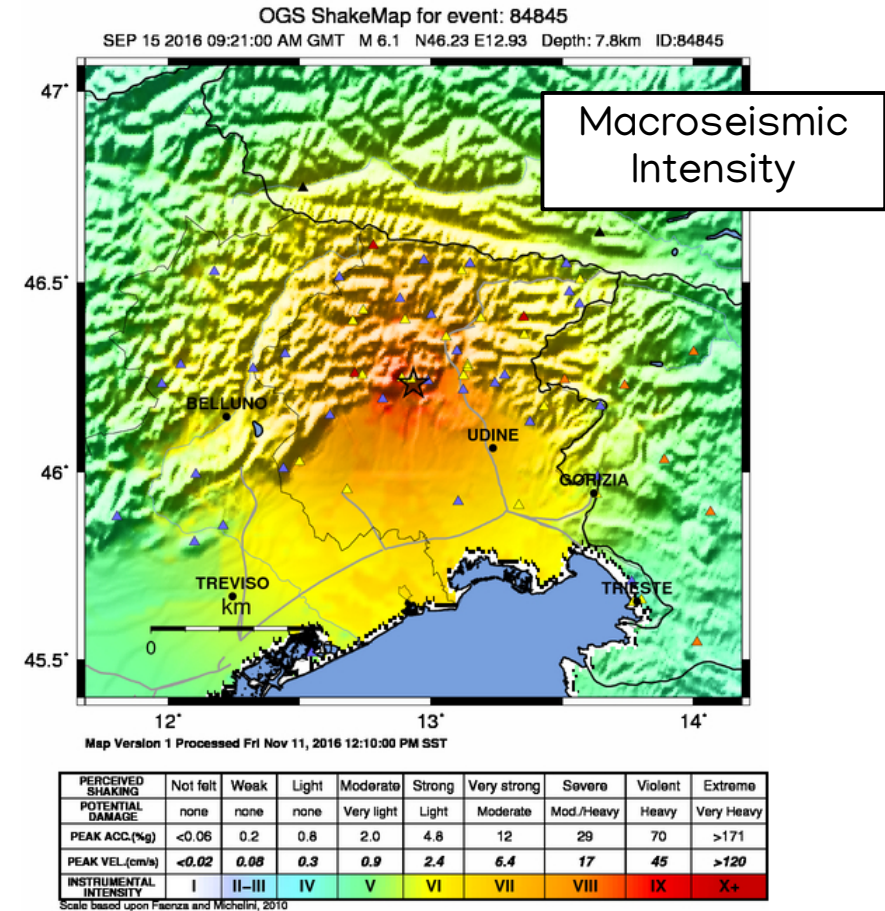 OGS ShakeMap for event: 84845
SEP 15 2016 09:21:00 AM GMT M 6.1 N46.23 E12.93 Depth: 7.8km ID:84845
Macroseismic
Intensity
47°
46.5°
46°
45.5°
BELLUNO
UDINE
GORIZIA
TREVISO
TRIESTE
km
0
12° 13° 14°
Map Version 1 Processed Fri Nov 11, 2016 12:10:00 PM SST
PERCEIVED SHAKING Not felt Weak Light Moderate Strong Very strong Severe Violent Extreme
POTENTIAL DAMAGE none none none Very light Light Moderate Mod./Heavy Heavy Very Heavy
PEAK ACC.(%g) <0.06 0.2 0.8 2.0 4.8 12 29 70 >171
PEAK VEL.(cm/s) <0.02 0.08 0.3 0.9 2.4 6.4 17 45 >120
INSTRUMENTAL INTENSITY I II–III IV V VI VII VIII IX X+
Scale based upon Faenza and Michelini, 2010